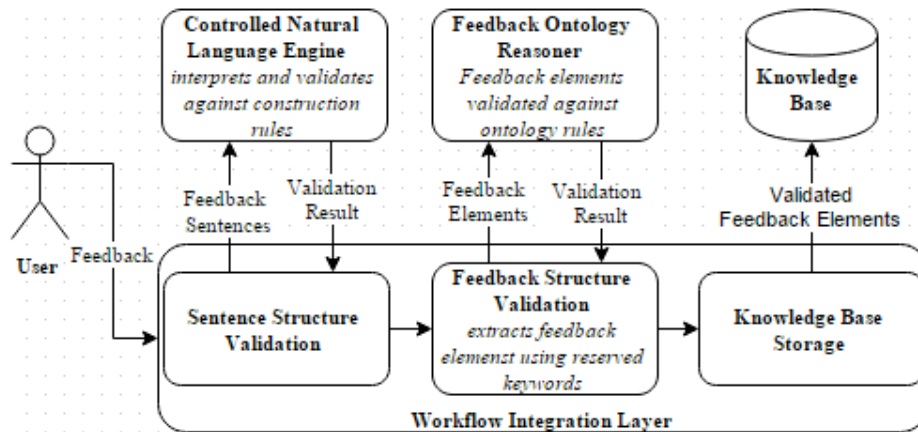 Controlled Natural
Language Engine
interprets and validates
against construction
rules
Feedback Ontology
Reasoner
Feedback elements
validated against
ontology rules
Knowledge
Base
Feedback
Sentences
Validation
Result
Feedback
Elements
Validation
Result
Validated
Feedback Elements
User
Feedback
Sentence Structure
Validation
Feedback Structure
Validation
extracts feedback
elemenst using reserved
keywords
Knowledge Base
Storage
Workflow Integration Layer